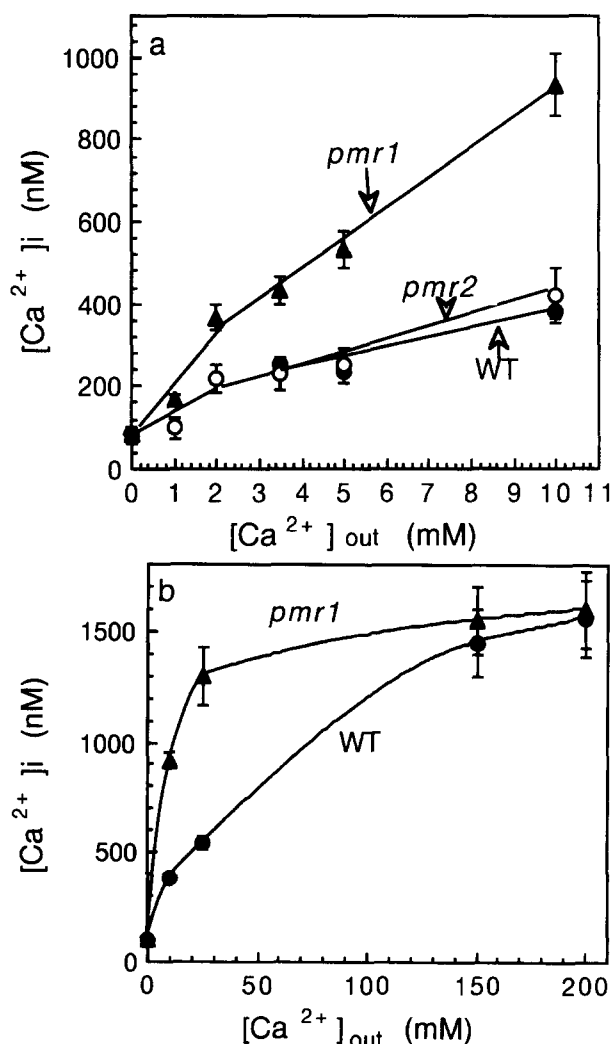 a
1000
800
600
400
200
0
[Ca 2+ ]i (nM)
pmr1
pmr2
WT
0 1 2 3 4 5 6 7 8 9 10 11
[Ca 2+ ] out (mM)
b
1500
1000
500
0
[Ca 2+ ]i (nM)
pmr1
WT
0 50 100 150 200
[Ca 2+ ]out (mM)